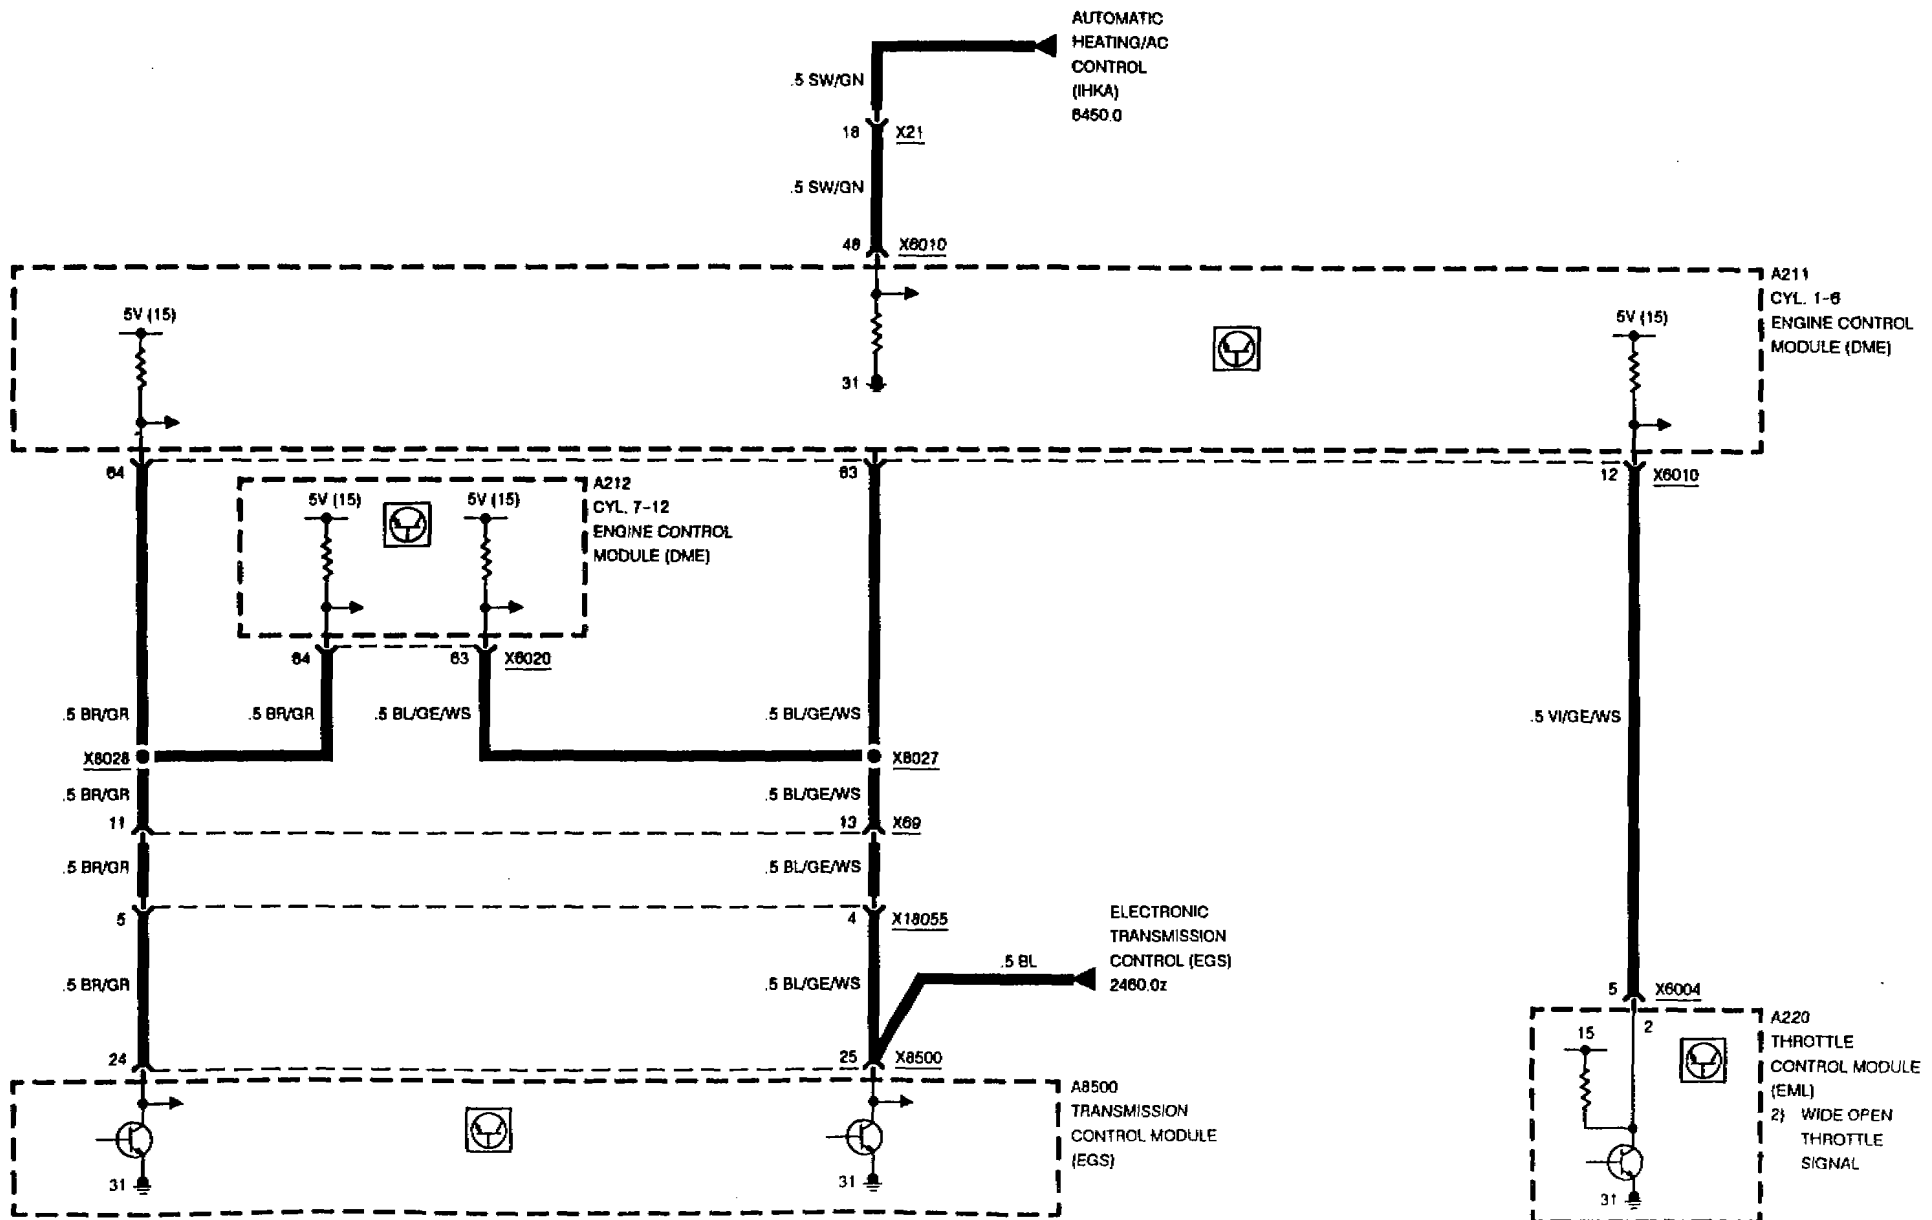 AUTOMATIC
HEATING/AC
CONTROL
(IHKA)
6450.0
.5 SW/GN
18 X21
.5 SW/GN
48 X6010
A211
CYL. 1-6
ENGINE CONTROL
MODULE (DME)
5V (15)
5V (15)
31
64 63 12 X6010
A212
CYL. 7-12
ENGINE CONTROL
MODULE (DME)
5V (15) 5V (15)
64 63 X6020
.5 BR/GR .5 BR/GR .5 BL/GE/WS .5 BL/GE/WS .5 VI/GE/WS
X8028 X8027
.5 BR/GR .5 BL/GE/WS
11 13 X69
.5 BR/GR .5 BL/GE/WS
5 4 X18055
ELECTRONIC
TRANSMISSION
CONTROL (EGS)
2460.0z
.5 BL
.5 BR/GR .5 BL/GE/WS
5 X6004
24 25 X8500
A8500
TRANSMISSION
CONTROL MODULE
(EGS)
31 31
A220
THROTTLE
CONTROL MODULE
(EML)
2) WIDE OPEN
THROTTLE
SIGNAL
15 2
31